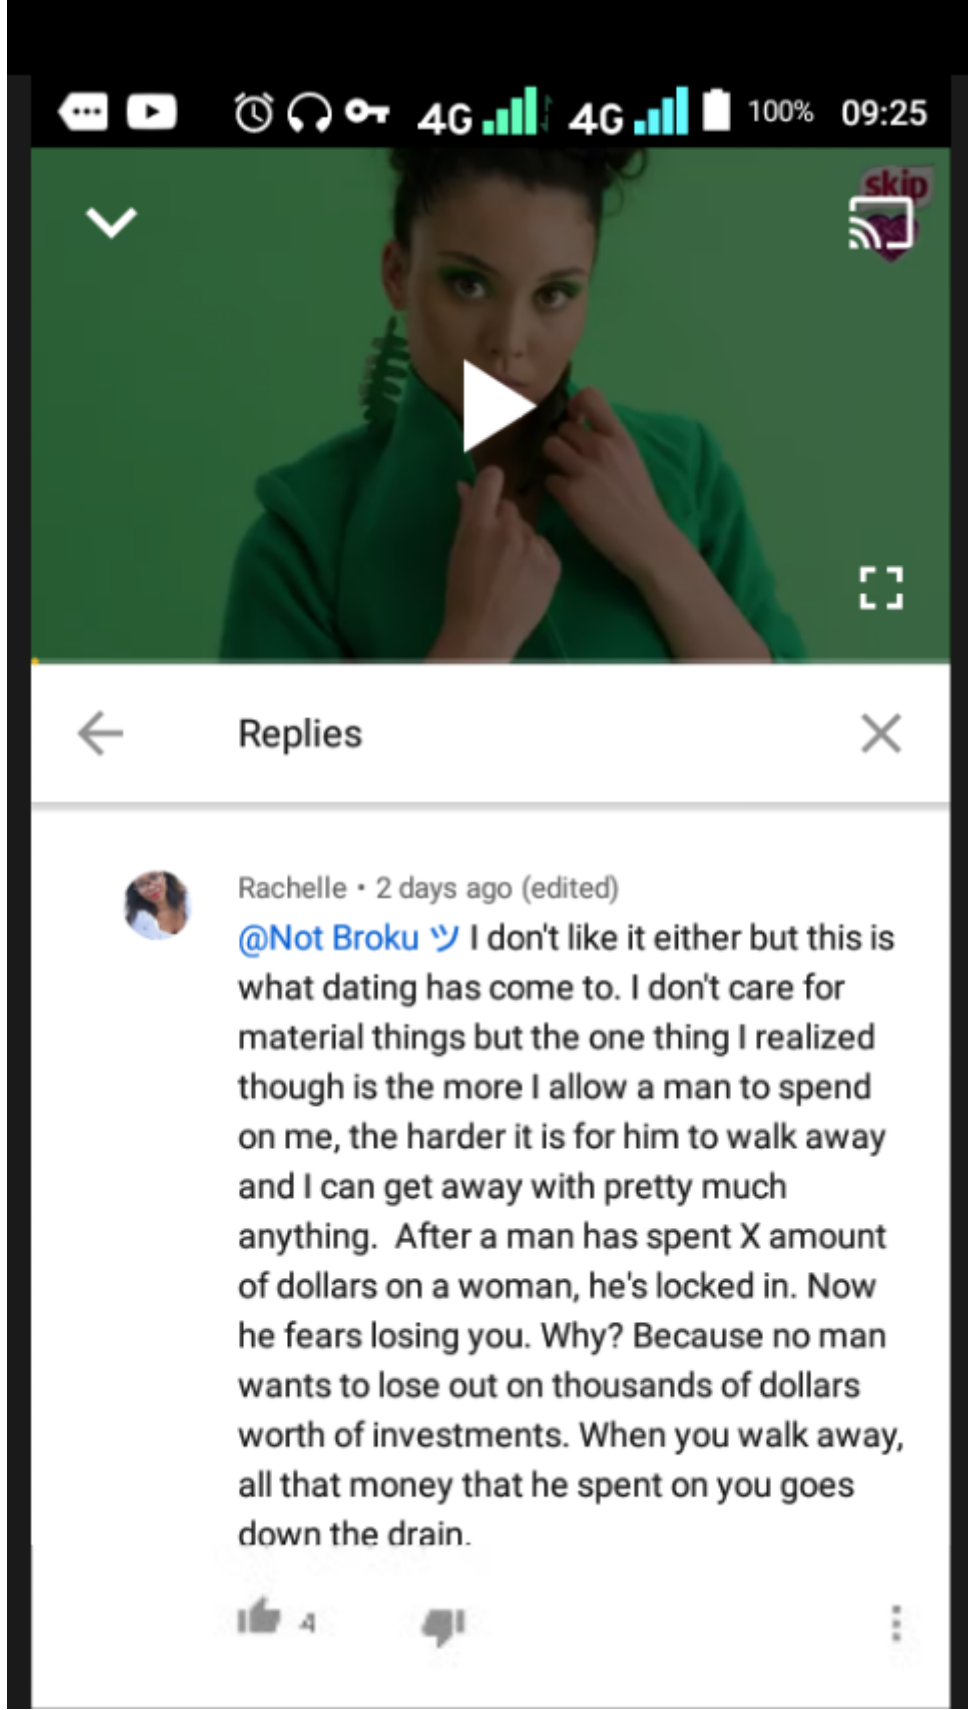 4G 4G 100% 09:25
skip
Replies
Rachelle • 2 days ago (edited)
@Not Broku ツ I don't like it either but this is
what dating has come to. I don't care for
material things but the one thing I realized
though is the more I allow a man to spend
on me, the harder it is for him to walk away
and I can get away with pretty much
anything.  After a man has spent X amount
of dollars on a woman, he's locked in. Now
he fears losing you. Why? Because no man
wants to lose out on thousands of dollars
worth of investments. When you walk away,
all that money that he spent on you goes
down the drain.
4